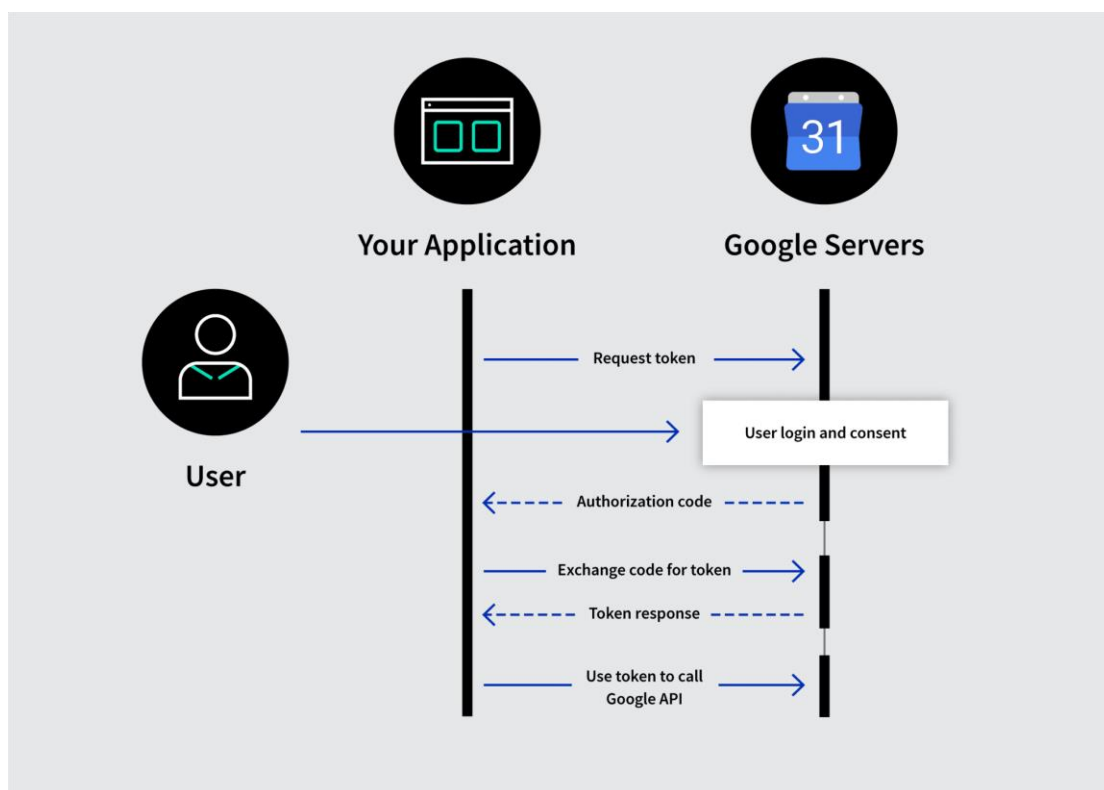 31
Your Application
Google Servers
User
Request token
User login and consent
Authorization code
Exchange code for token
Token response
Use token to call
Google API